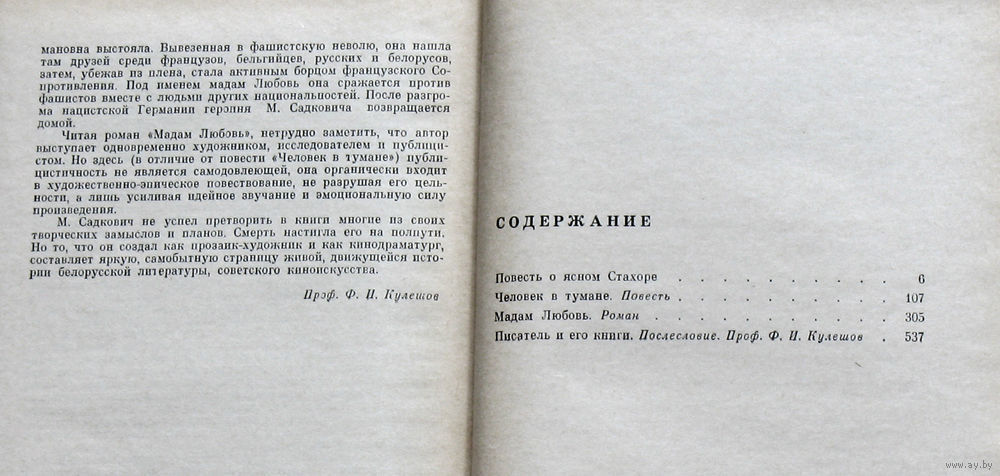 мановна выстояла. Вывезенная в фашистскую неволю, она нашла
там друзей среди французов, бельгийцев, русских и белорусов,
затем, убежав из плена, стала активным борцом французского Со-
противления. Под именем мадам Любовь она сражается против
фашистов вместе с людьми других национальностей. После разгро-
ма нацистской Германии героиня М. Садковича возвращается
домой.
Читая роман «Мадам Любовь», нетрудно заметить, что автор
выступает одновременно художником, исследователем и публици-
стом. Но здесь (в отличие от повести «Человек в тумане») публи-
цистичность не является самодовлеющей, она органически входит
в художественно-эпическое повествование, не разрушая его цель-
ности, а лишь усиливая идейное звучание и эмоциональную силу
произведения.
М. Садкович не успел претворить в книги многие из своих
творческих замыслов и планов. Смерть настигла его на полпути.
Но то, что он создал как прозаик-художник и как кинодраматург,
составляет яркую, самобытную страницу живой, движущейся исто-
рии белорусской литературы, советского киноискусства.
Проф. Ф. И. Кулешов
СОДЕРЖАНИЕ
Повесть о ясном Стахоре . . . . . . . . . . 6
Человек в тумане. Повесть . . . . . . . . . . 107
Мадам Любовь. Роман . . . . . . . . . . . 305
Писатель и его книги. Послесловие. Проф. Ф. И. Кулешов . 537
www.ay.by